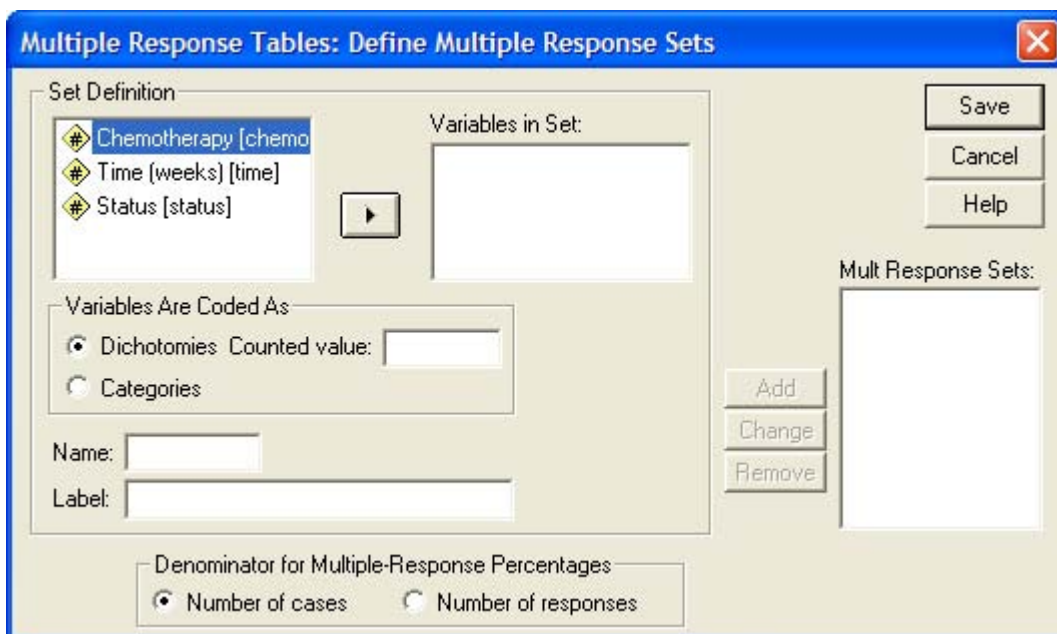 Multiple Response Tables: Define Multiple Response Sets
Set Definition
Chemotherapy [chemo
Time (weeks) [time]
Status [status]
Variables in Set:
Save
Cancel
Help
Mult Response Sets:
Variables Are Coded As
Dichotomies Counted value:
Categories
Add
Change
Remove
Name:
Label:
Denominator for Multiple-Response Percentages
Number of cases Number of responses